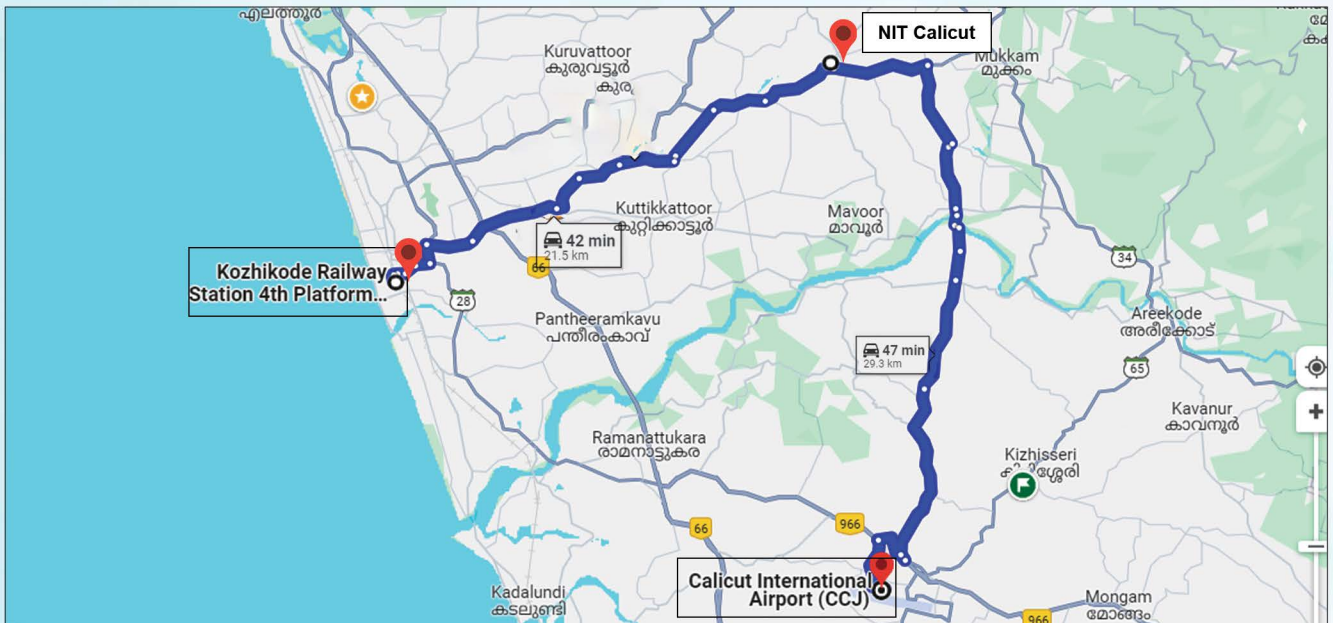 എലത്തൂർ
NIT Calicut
Kuruvattoor
കുരുവട്ടൂർ
കുരു
Mukkam
മുക്കം
Kuttikkattoor
കുറ്റിക്കാട്ടൂർ
Mavoor
മാവൂർ
42 min
21.5 km
66
34
Kozhikode Railway
Station 4th Platform...
28
Pantheeramkavu
പന്തീരംകാവ്
Areekode
അരീക്കോട്
47 min
29.3 km
65
Kavanur
കാവനൂർ
Ramanattukara
രാമനാട്ടുകര
Kizhisseri
കിഴിശ്ശേരി
66
966
Calicut International
Airport (CCJ)
Kadalundi
കടലുണ്ടി
Mongam
മോങ്ങം
966